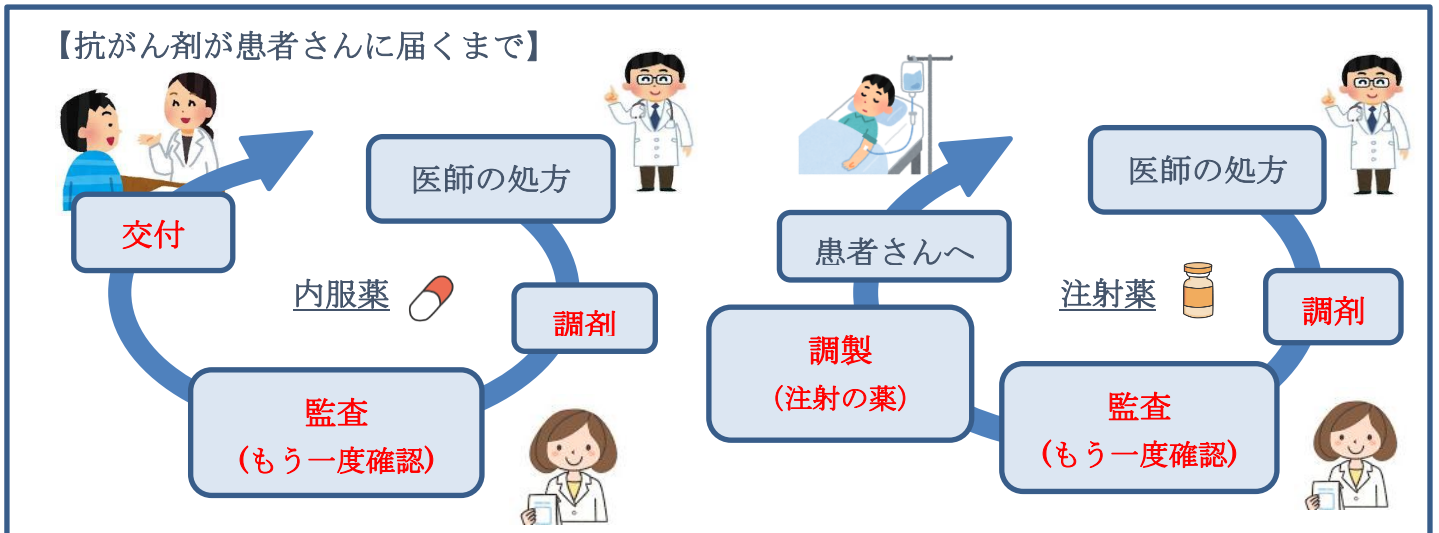 【抗がん剤が患者さんに届くまで】
医師の処方
交付
内服薬
調剤
監査
(もう一度確認)
医師の処方
患者さんへ
注射薬
調剤
調製
(注射の薬)
監査
(もう一度確認)